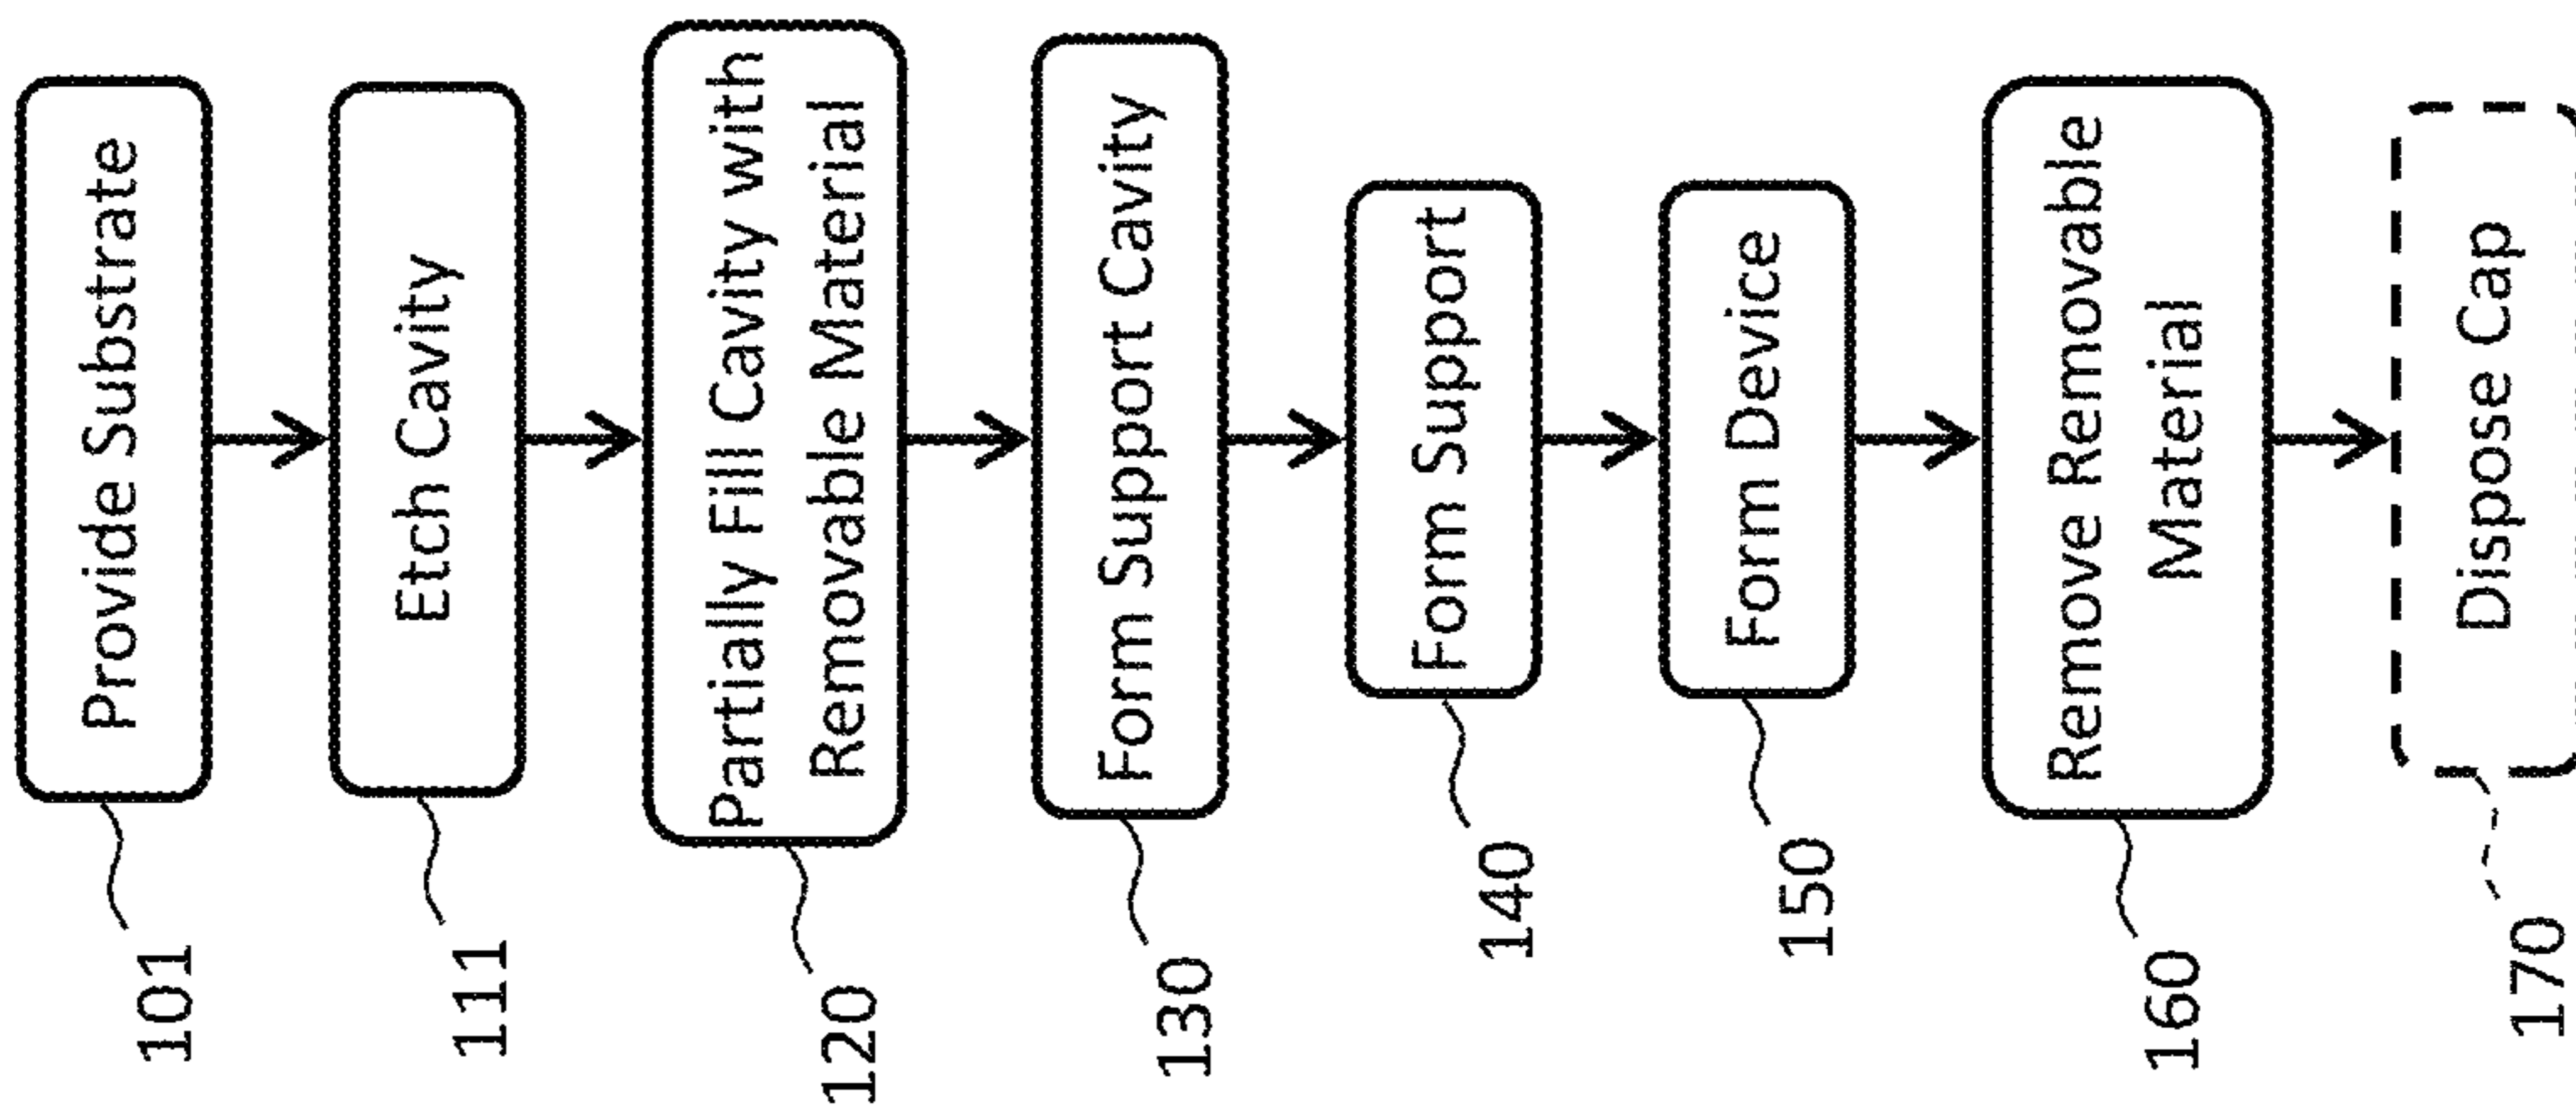 Provide Substrate
101
Etch Cavity
111
Partially Fill Cavity with
Removable Material
120
Form Support Cavity
130
Form Support
140
Form Device
150
Remove Removable
Material
160
Dispose Cap
170